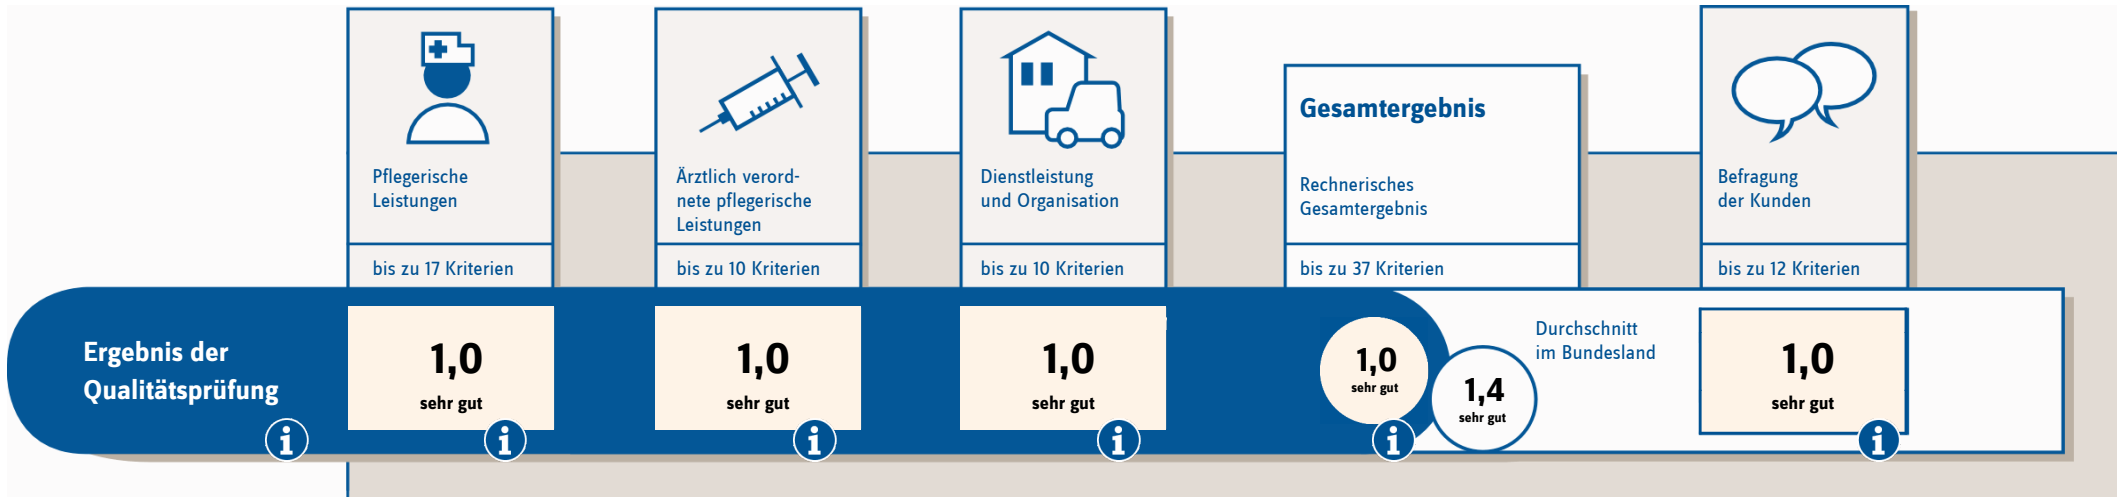 Pflegerische
Leistungen
bis zu 17 Kriterien
Ärztlich verord-
nete pflegerische
Leistungen
bis zu 10 Kriterien
Dienstleistung
und Organisation
bis zu 10 Kriterien
Gesamtergebnis
Rechnerisches
Gesamtergebnis
bis zu 37 Kriterien
Befragung
der Kunden
bis zu 12 Kriterien
Ergebnis der
Qualitätsprüfung
i
1,0
sehr gut
i
1,0
sehr gut
i
1,0
sehr gut
i
1,0
sehr gut
i
1,4
sehr gut
Durchschnitt
im Bundesland
1,0
sehr gut
i